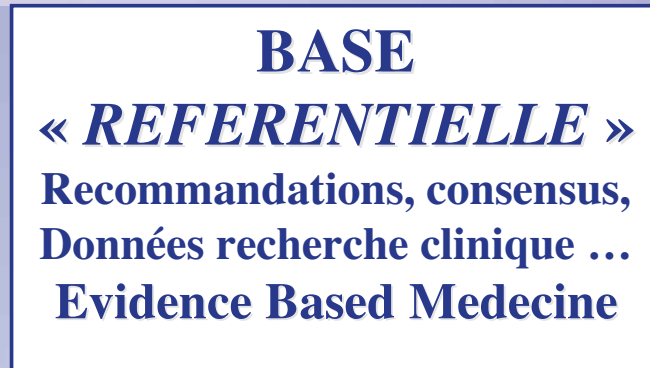 BASE
« REFERENTIELLE »
Recommandations, consensus,
Données recherche clinique …
Evidence Based Medecine